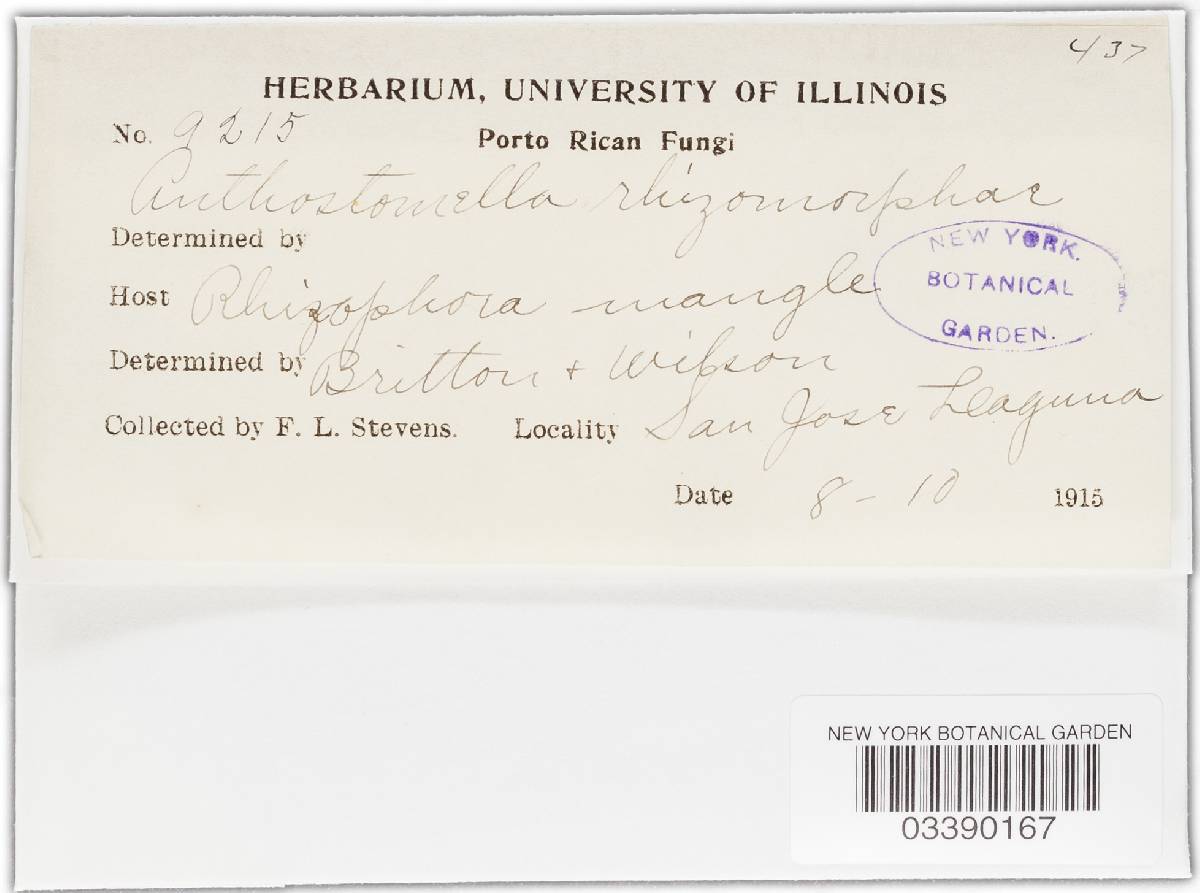 437
HERBARIUM, UNIVERSITY OF ILLINOIS
No. 9215 Porto Rican Fungi
Anthostomella rhizomorphae
Determined by
Host Rhizophora mangle
Determined by Britton + Wilson
Collected by F. L. Stevens. Locality San Jose Laguna
Date 8-10 1915
NEW YORK.
BOTANICAL
GARDEN.
NEW YORK BOTANICAL GARDEN
03390167